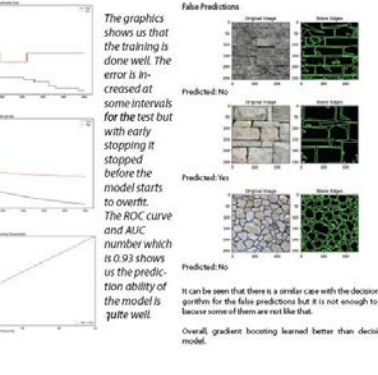 The graphics
shows us that
the training is
done well. The
error is in-
creased at
some intervals
for the test but
with early
stopping it
stopped
before the
model starts
to overfit.
The ROC curve
and AUC
number which
is 0.93 shows
us the predic-
tion ability of
the model is
quite well.
False Predictions
Original Image
Stone Edges
Predicted: No
Original Image
Stone Edges
Predicted: Yes
Original Image
Stone Edges
Predicted: No
It can be seen that there is a similar case with the decision
gorithm for the false predictions but it is not enough to
bacuse some of them are not like that.
Overall, gradient boosting learned better than decisi
model.